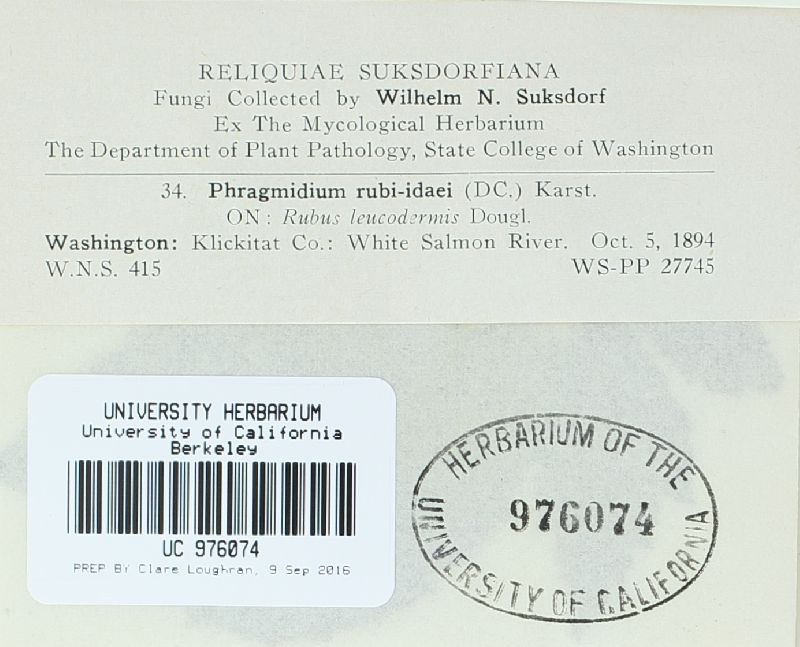 RELIQUIAE SUKSDORFIANA
Fungi Collected by Wilhelm N. Suksdorf
Ex The Mycological Herbarium
The Department of Plant Pathology, State College of Washington
34. Phragmidium rubi-idaei (DC.) Karst.
ON: Rubus leucodermis Dougl.
Washington: Klickitat Co.: White Salmon River. Oct. 5, 1894
W.N.S. 415 WS-PP 27745
UNIVERSITY HERBARIUM
University of California
Berkeley
UC 976074
PREP BY Clare Loughran, 9 Sep 2016
HERBARIUM OF THE
976074
UNIVERSITY OF CALIFORNIA